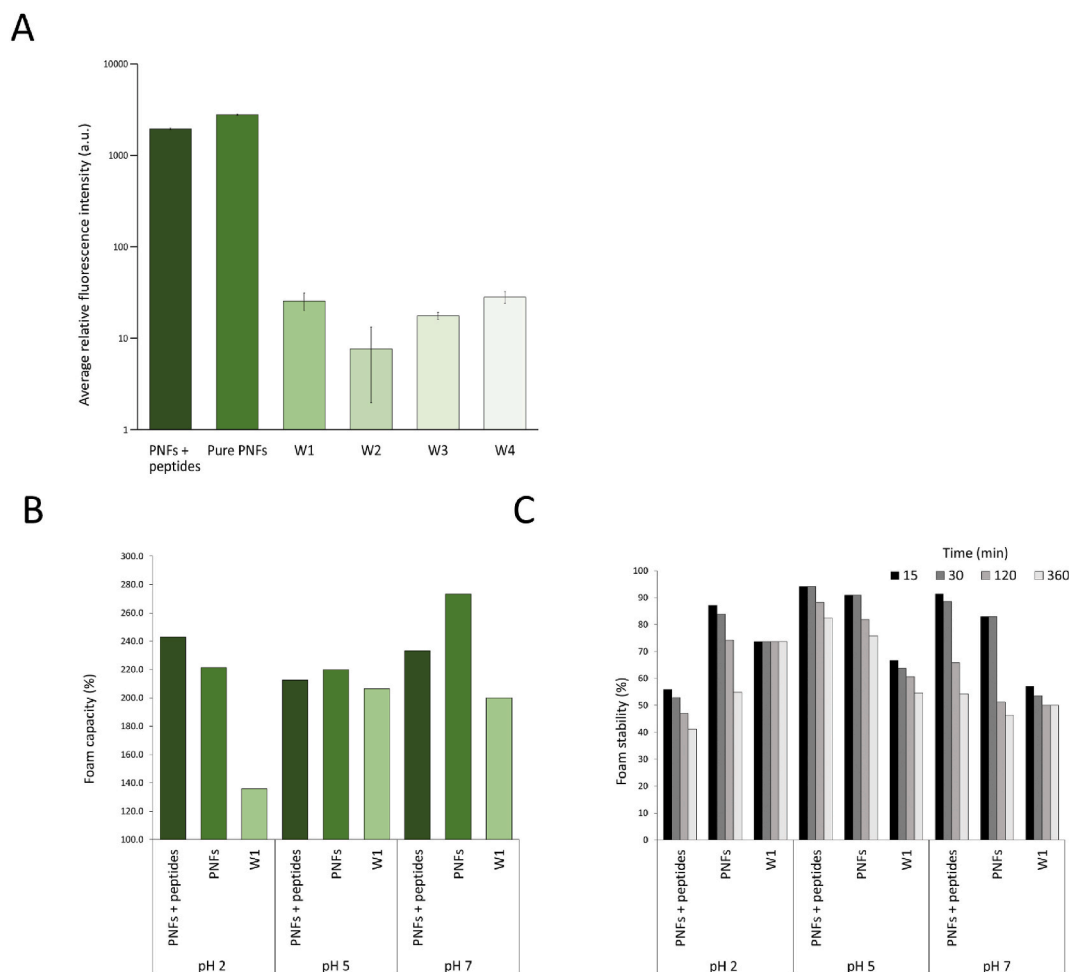 A
Average relative fluorescence intensity (a.u.)
10000
1000
100
10
1
PNFs +
peptides
Pure PNFs
W1
W2
W3
W4
B
Foam capacity (%)
300.0
280.0
260.0
240.0
220.0
200.0
180.0
160.0
140.0
120.0
100.0
PNFs + peptides
PNFs
W1
PNFs + peptides
PNFs
W1
PNFs + peptides
PNFs
W1
pH 2
pH 5
pH 7
C
Time (min)
15 30 120 360
Foam stability (%)
100
90
80
70
60
50
40
30
20
10
0
PNFs + peptides
PNFs
W1
PNFs + peptides
PNFs
W1
PNFs + peptides
PNFs
W1
pH 2
pH 5
pH 7